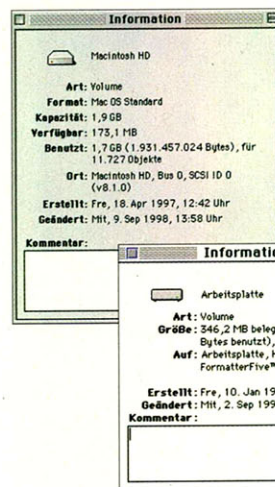 Information
Macintosh HD
Art: Volume
Format: Mac OS Standard
Kapazität: 1,9 GB
Verfügbar: 173,1 MB
Benutzt: 1,7 GB (1.931.457.024 Bytes), für
11.727 Objekte
Ort: Macintosh HD, Bus 0, SCSI ID 0
(v8.1.0)
Erstellt: Fre, 18. Apr 1997, 12:42 Uhr
Geändert: Mit, 9. Sep 1998, 13:58 Uhr
Kommentar:
Informatio
Arbeitsplatte
Art: Volume
Größe: 346,2 MB beleg
Bytes benutzt),
Auf: Arbeitsplatte,
FormatterFive™
Erstellt: Fre, 10. Jan 19
Geändert: Mit, 2. Sep 199
Kommentar: